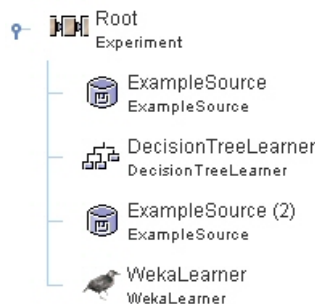 Root
Experiment
ExampleSource
ExampleSource
DecisionTreeLearner
DecisionTreeLearner
ExampleSource (2)
ExampleSource
WekaLearner
WekaLearner